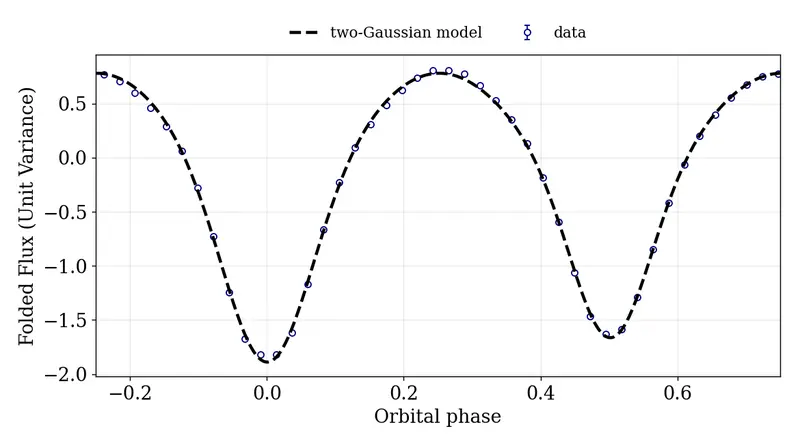 two-Gaussian model
data
Folded Flux (Unit Variance)
0.5
0.0
−0.5
−1.0
−1.5
−2.0
−0.2
0.0
0.2
0.4
0.6
Orbital phase